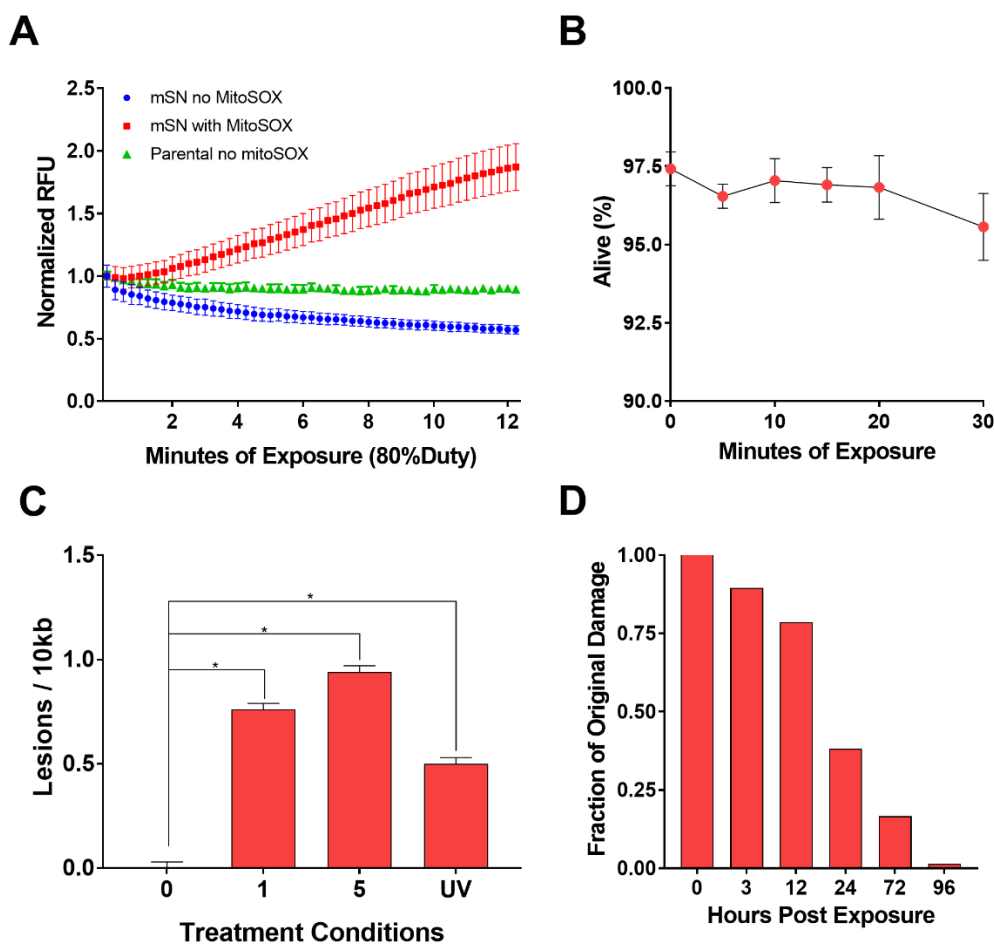 A
Normalized RFU
2.5
2.0
1.5
1.0
0.5
0.0
mSN no MitoSOX
mSN with MitoSOX
Parental no mitoSOX
2 4 6 8 10 12
Minutes of Exposure (80%Duty)
B
Alive (%)
100.0
97.5
95.0
92.5
90.0
0 10 20 30
Minutes of Exposure
C
Lesions / 10kb
1.5
1.0
0.5
0.0
*
*
*
0 1 5 UV
Treatment Conditions
D
Fraction of Original Damage
1.00
0.75
0.50
0.25
0.00
0 3 12 24 72 96
Hours Post Exposure